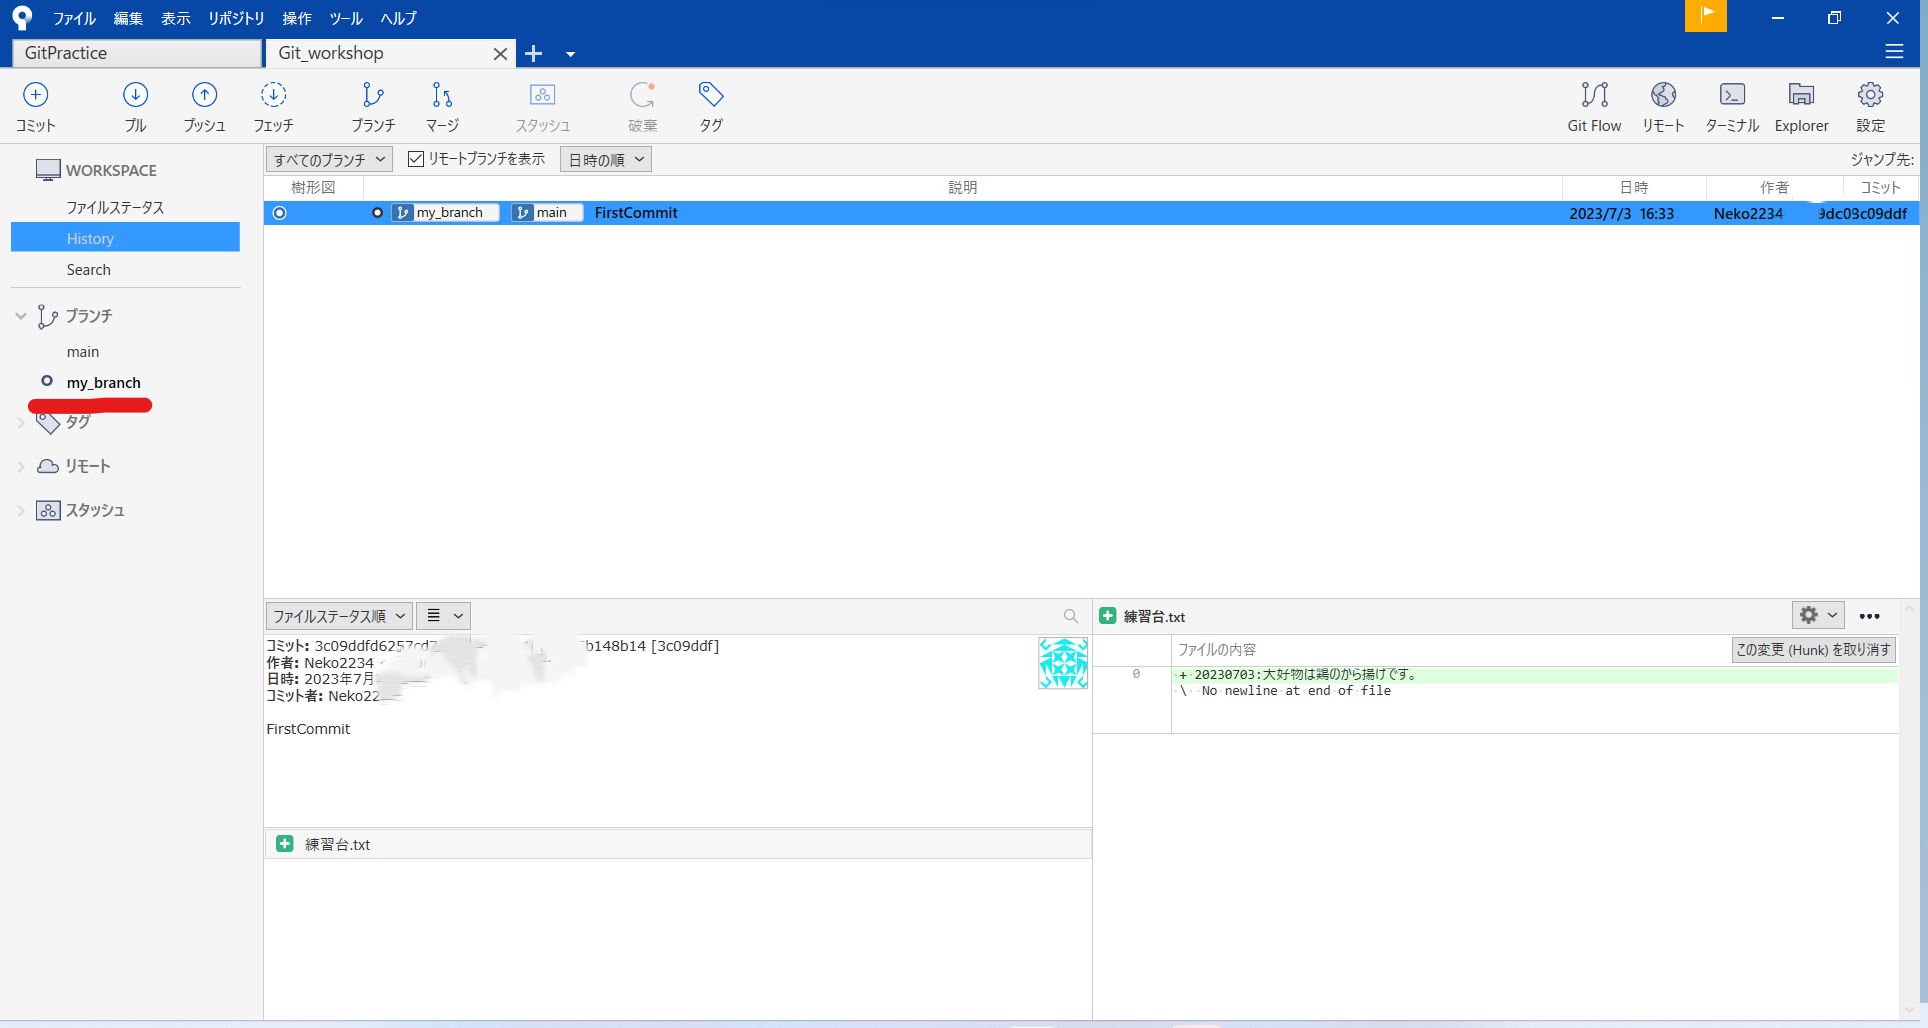 ファイル 編集 表示 リポジトリ 操作 ツール ヘルプ
GitPractice Git_workshop
コミット プル プッシュ フェッチ ブランチ マージ スタッシュ 破棄 タグ Git Flow リモート ターミナル Explorer 設定
WORKSPACE
ファイルステータス
History
Search
ブランチ
main
my_branch
タグ
リモート
スタッシュ
すべてのブランチ リモートブランチを表示 日時の順 ジャンプ先:
樹形図 説明 日時 作者 コミット
my_branch main FirstCommit 2023/7/3 16:33 Neko2234 9dc03c09ddf
ファイルステータス順
コミット: 3c09ddfd6257cd7 b148b14 [3c09ddf]
作者: Neko2234
日時: 2023年7月
コミット者: Neko22
FirstCommit
練習台.txt
練習台.txt
ファイルの内容 この変更 (Hunk) を取り消す
0 + 20230703:大好物は鶏のから揚げです。
\ No newline at end of file